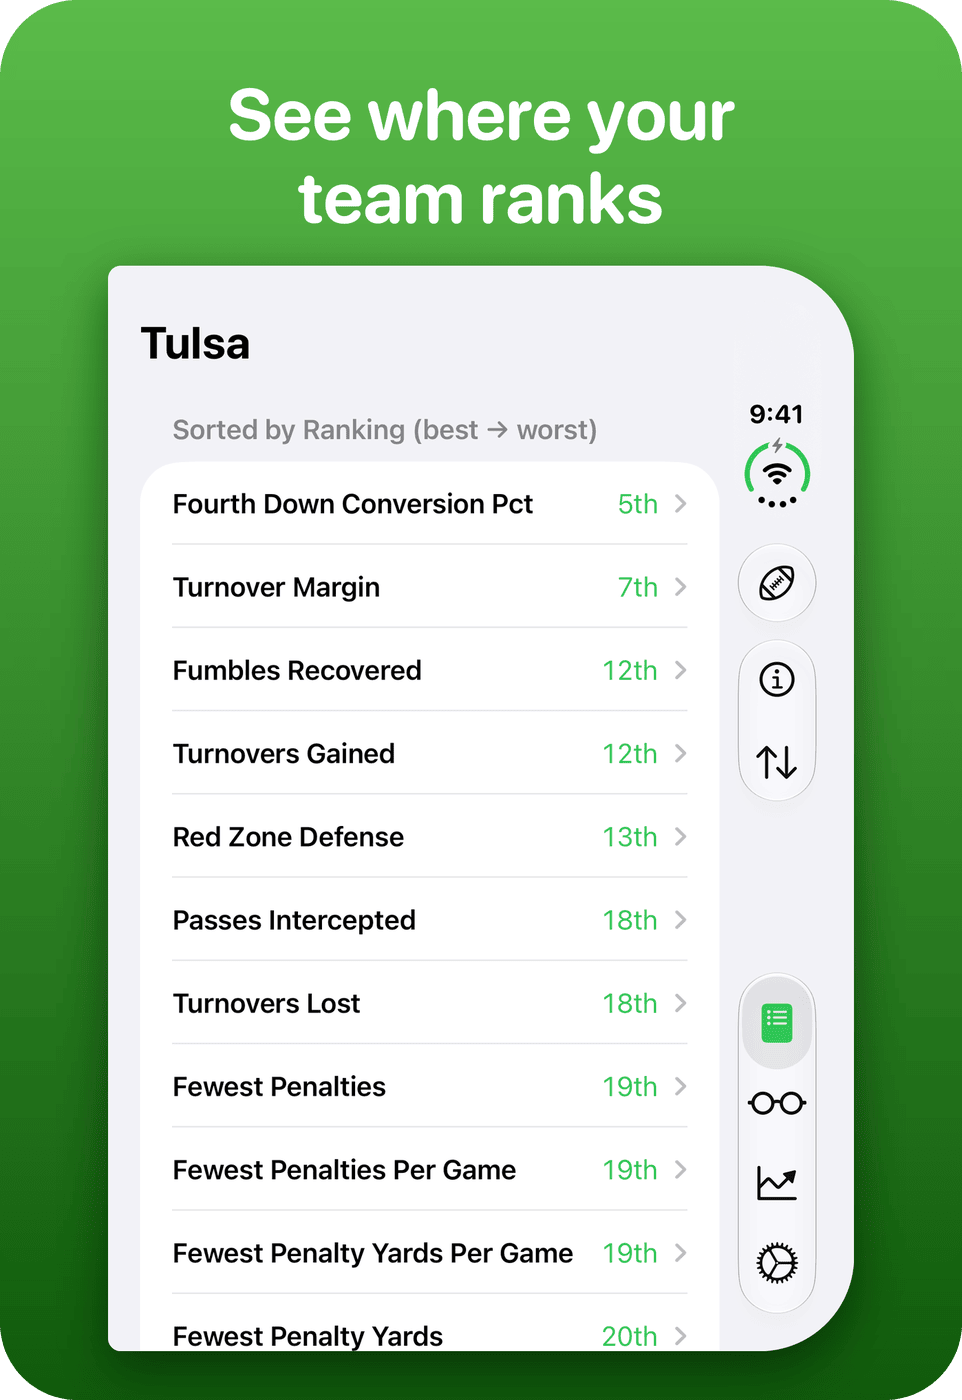 See where your
team ranks
Tulsa
Sorted by Ranking (best → worst)
9:41
Fourth Down Conversion Pct 5th
Turnover Margin 7th
Fumbles Recovered 12th
Turnovers Gained 12th
Red Zone Defense 13th
Passes Intercepted 18th
Turnovers Lost 18th
Fewest Penalties 19th
Fewest Penalties Per Game 19th
Fewest Penalty Yards Per Game 19th
Fewest Penalty Yards 20th